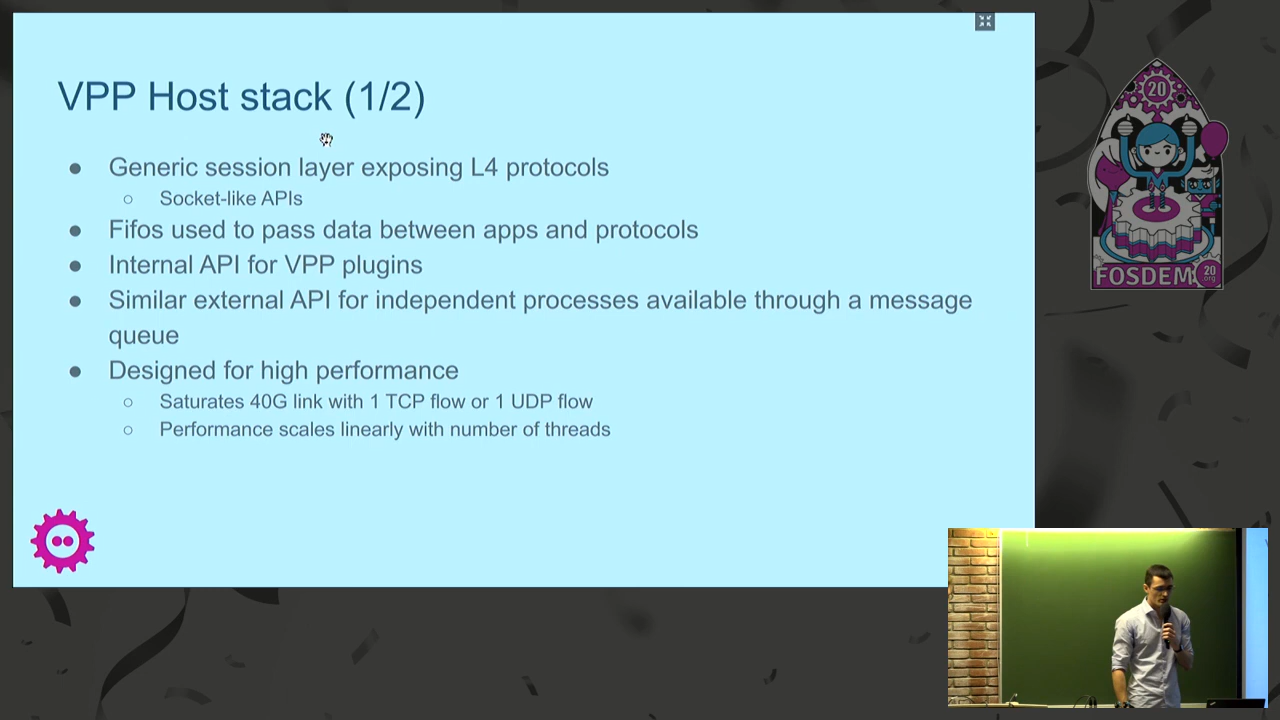 VPP Host stack (1/2)
● Generic session layer exposing L4 protocols
○ Socket-like APIs
● Fifos used to pass data between apps and protocols
● Internal API for VPP plugins
● Similar external API for independent processes available through a message
queue
● Designed for high performance
○ Saturates 40G link with 1 TCP flow or 1 UDP flow
○ Performance scales linearly with number of threads
20
FOSDEM 20
.org